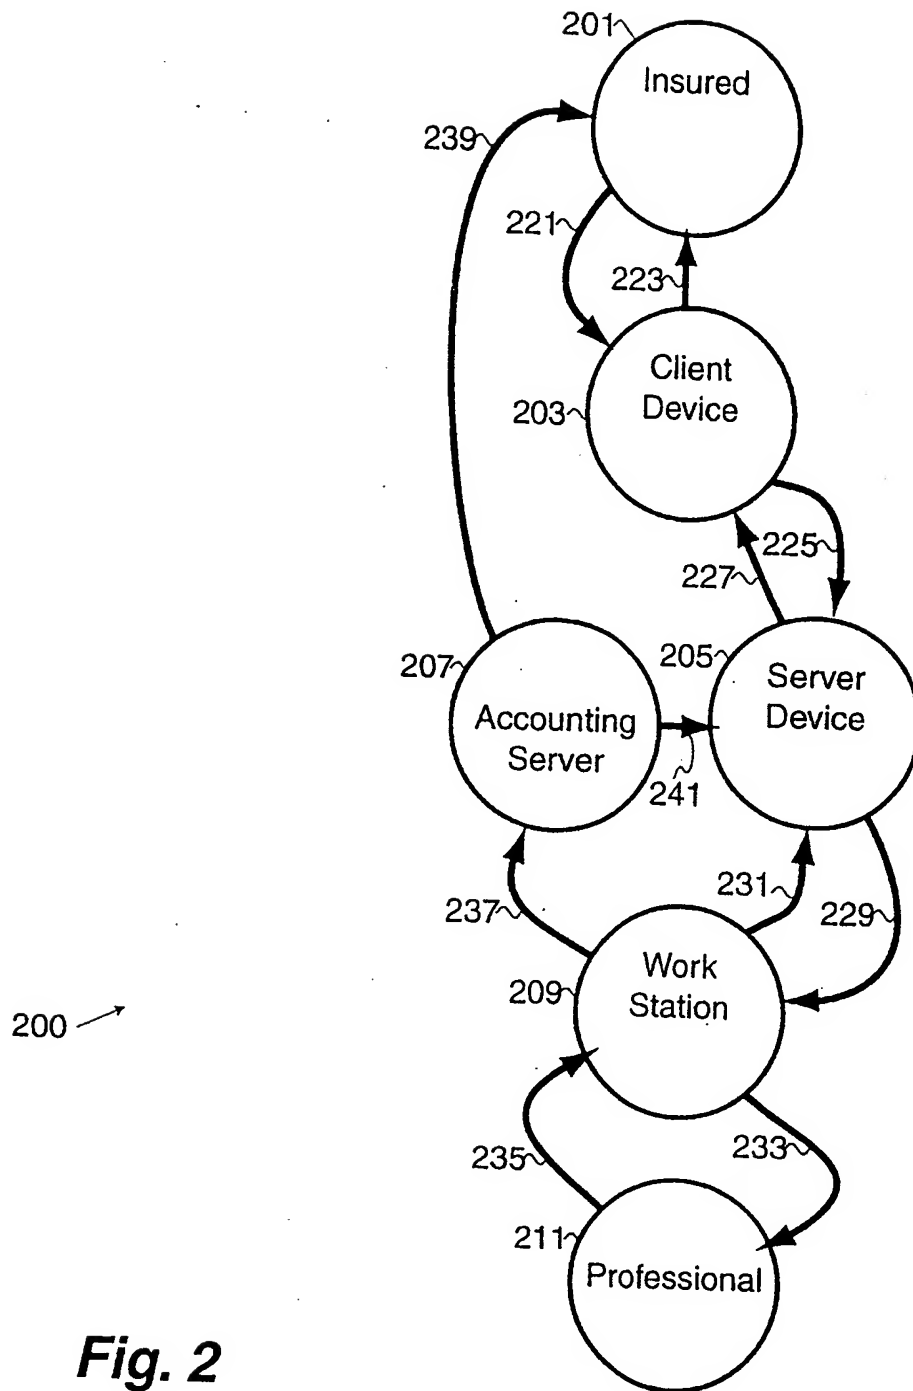 201
Insured
239
221
223
Client
Device
203
225
227
207
205
Server
Device
Accounting
Server
241
237
231
229
Work
Station
209
200
235
233
211
Professional
Fig. 2